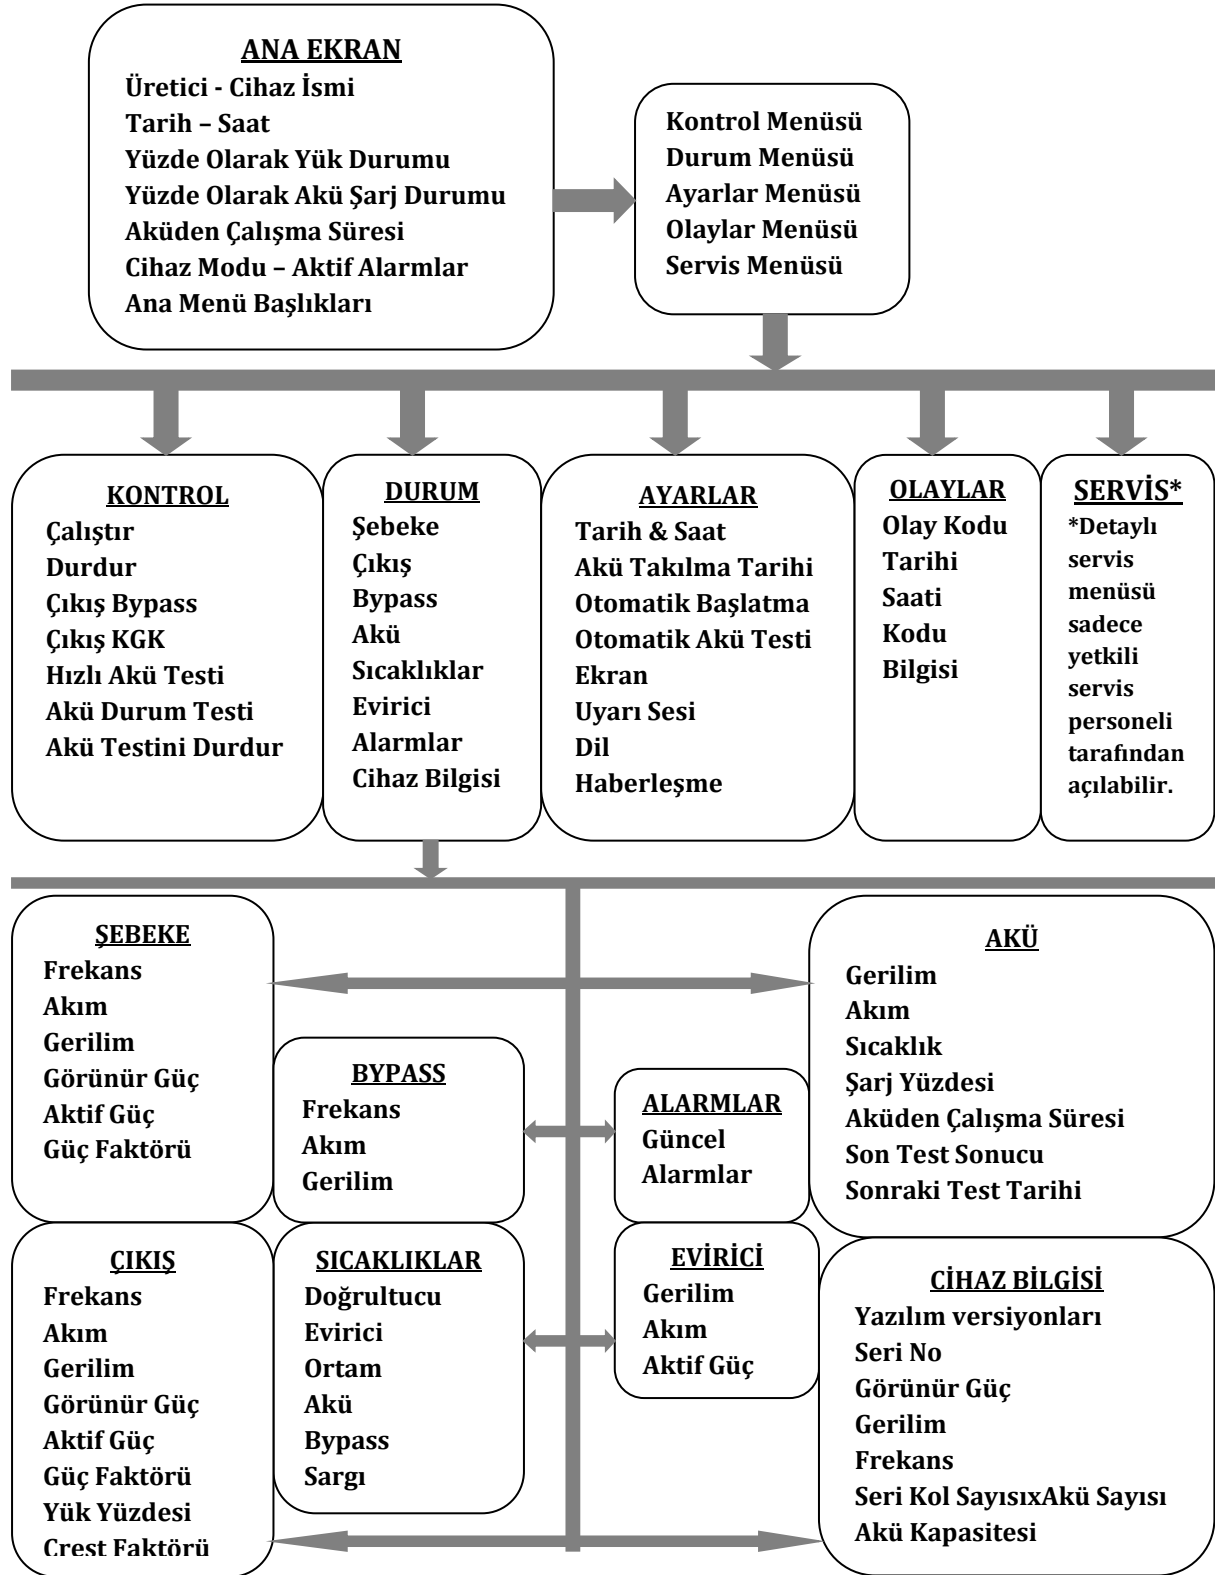 ANA EKRAN
Üretici - Cihaz İsmi
Tarih – Saat
Yüzde Olarak Yük Durumu
Yüzde Olarak Akü Şarj Durumu
Aküden Çalışma Süresi
Cihaz Modu – Aktif Alarmlar
Ana Menü Başlıkları
Kontrol Menüsü
Durum Menüsü
Ayarlar Menüsü
Olaylar Menüsü
Servis Menüsü
KONTROL
Çalıştır
Durdur
Çıkış Bypass
Çıkış KGK
Hızlı Akü Testi
Akü Durum Testi
Akü Testini Durdur
DURUM
Şebeke
Çıkış
Bypass
Akü
Sıcaklıklar
Evirici
Alarmlar
Cihaz Bilgisi
AYARLAR
Tarih & Saat
Akü Takılma Tarihi
Otomatik Başlatma
Otomatik Akü Testi
Ekran
Uyarı Sesi
Dil
Haberleşme
OLAYLAR
Olay Kodu
Tarihi
Saati
Kodu
Bilgisi
SERVİS*
*Detaylı
servis
menüsü
sadece
yetkili
servis
personeli
tarafından
açılabilir.
ŞEBEKE
Frekans
Akım
Gerilim
Görünür Güç
Aktif Güç
Güç Faktörü
BYPASS
Frekans
Akım
Gerilim
ALARMLAR
Güncel
Alarmlar
AKÜ
Gerilim
Akım
Sıcaklık
Şarj Yüzdesi
Aküden Çalışma Süresi
Son Test Sonucu
Sonraki Test Tarihi
ÇIKIŞ
Frekans
Akım
Gerilim
Görünür Güç
Aktif Güç
Güç Faktörü
Yük Yüzdesi
Crest Faktörü
SICAKLIKLAR
Doğrultucu
Evirici
Ortam
Akü
Bypass
Sargı
EVİRİCİ
Gerilim
Akım
Aktif Güç
CİHAZ BİLGİSİ
Yazılım versiyonları
Seri No
Görünür Güç
Gerilim
Frekans
Seri Kol SayısıxAkü Sayısı
Akü Kapasitesi